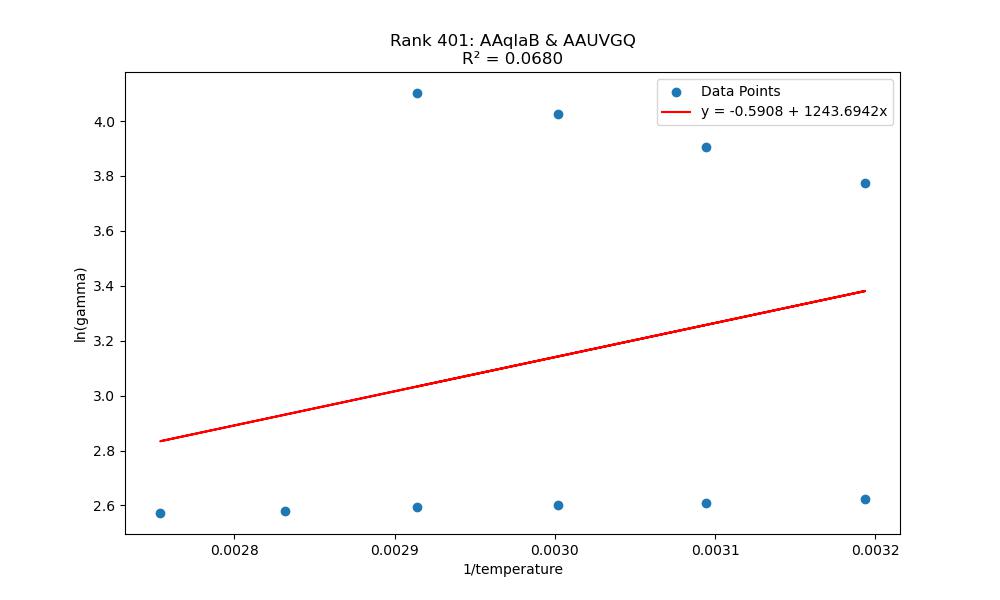 Rank 401: AAqlaB & AAUVGQ
R² = 0.0680
Data Points
y = -0.5908 + 1243.6942x
ln(gamma)
4.0
3.8
3.6
3.4
3.2
3.0
2.8
2.6
0.0028 0.0029 0.0030 0.0031 0.0032
1/temperature